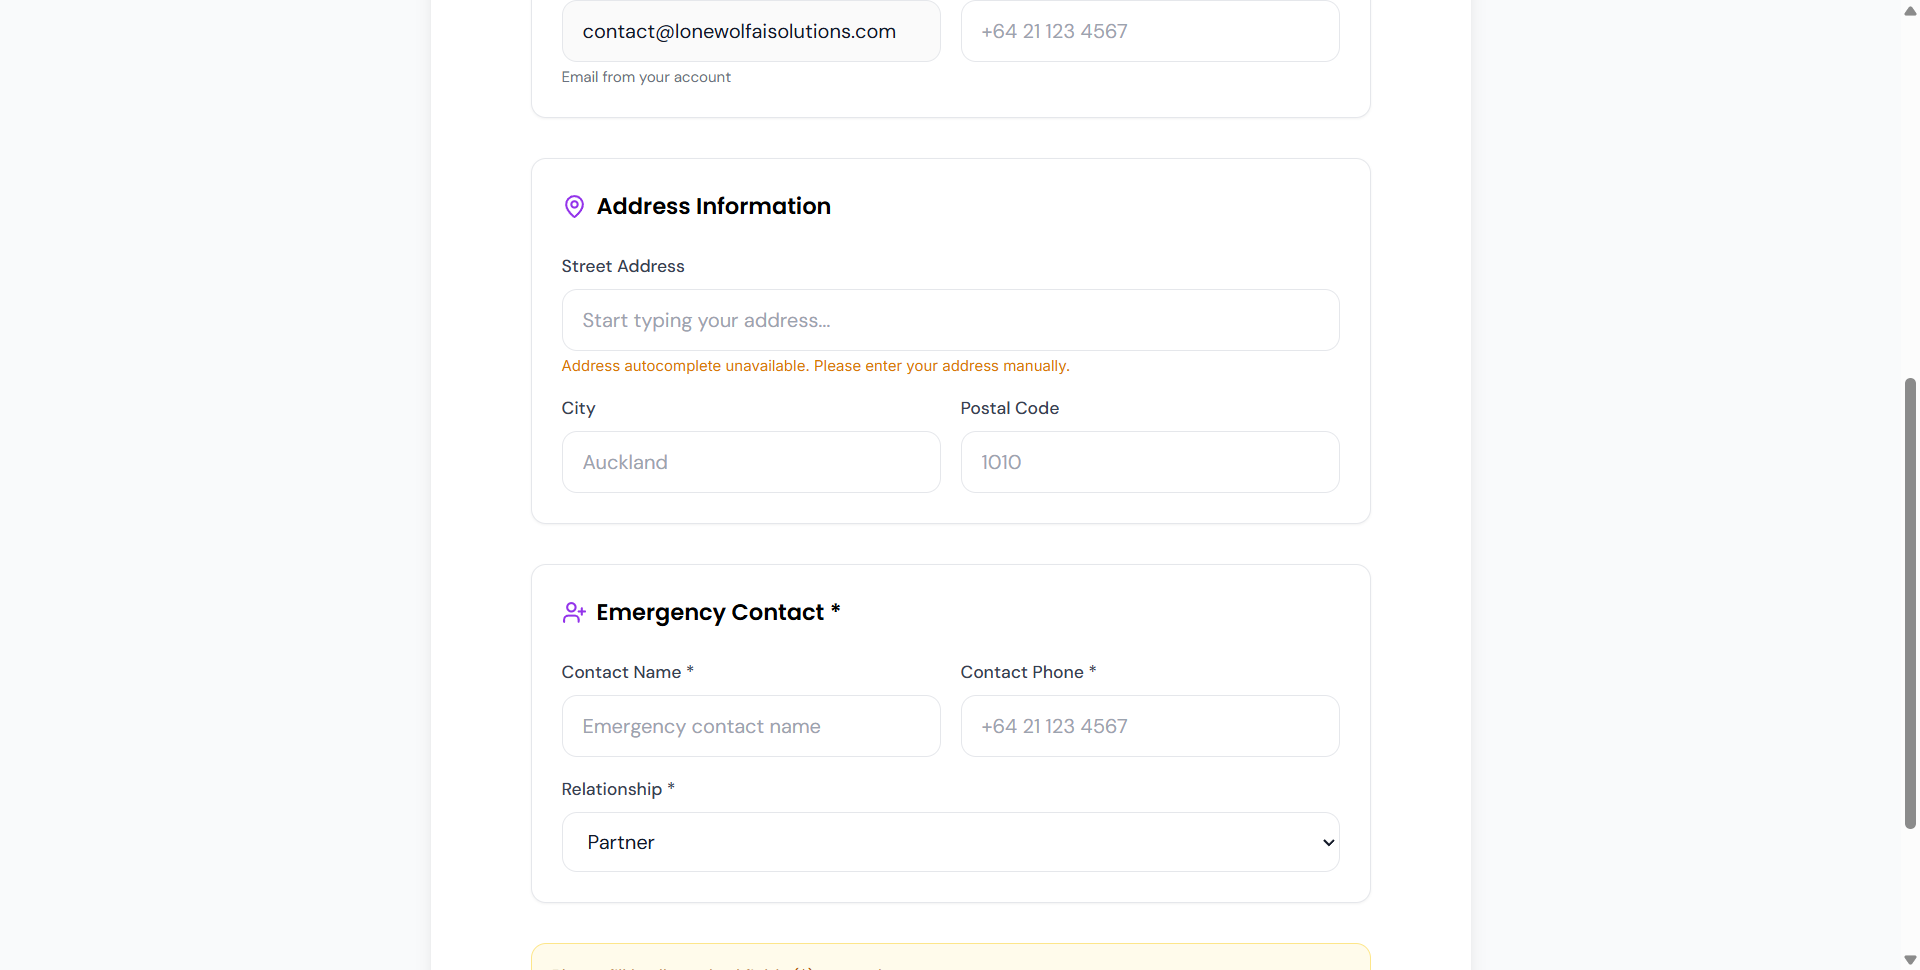 contact@lonewolfaisolutions.com
+64 21 123 4567
Email from your account
Address Information
Street Address
Start typing your address...
Address autocomplete unavailable. Please enter your address manually.
City
Postal Code
Auckland
1010
Emergency Contact *
Contact Name *
Contact Phone *
Emergency contact name
+64 21 123 4567
Relationship *
Partner